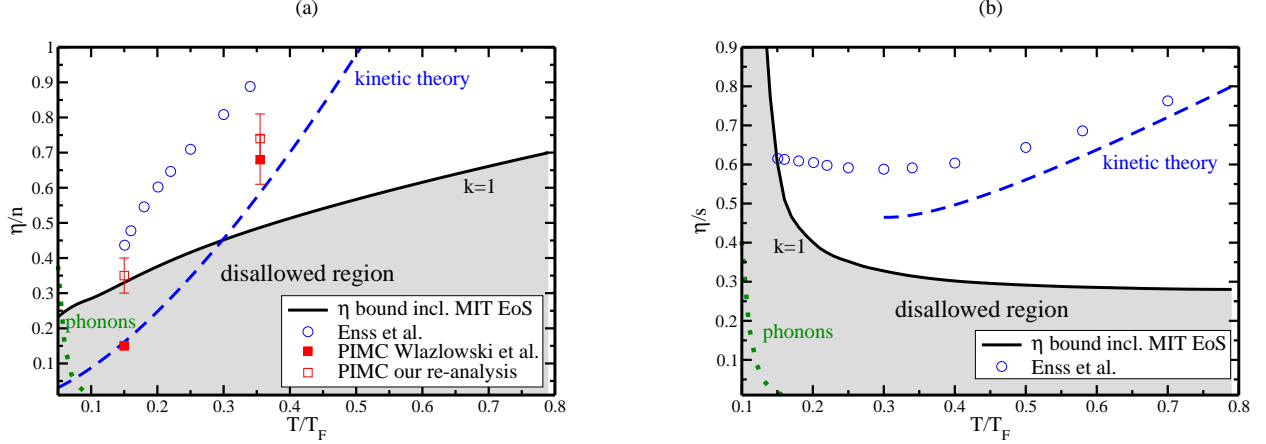 (a)
1
0.9
0.8
0.7
0.6
0.5
0.4
0.3
0.2
0.1
η/n
kinetic theory
k=1
disallowed region
phonons
η bound incl. MIT EoS
Enss et al.
PIMC Wlazlowski et al.
PIMC our re-analysis
0.1 0.2 0.3 0.4 0.5 0.6 0.7 0.8
T/T_F
(b)
0.9
0.8
0.7
0.6
0.5
0.4
0.3
0.2
0.1
η/s
kinetic theory
k=1
disallowed region
phonons
η bound incl. MIT EoS
Enss et al.
0.1 0.2 0.3 0.4 0.5 0.6 0.7 0.8
T/T_F